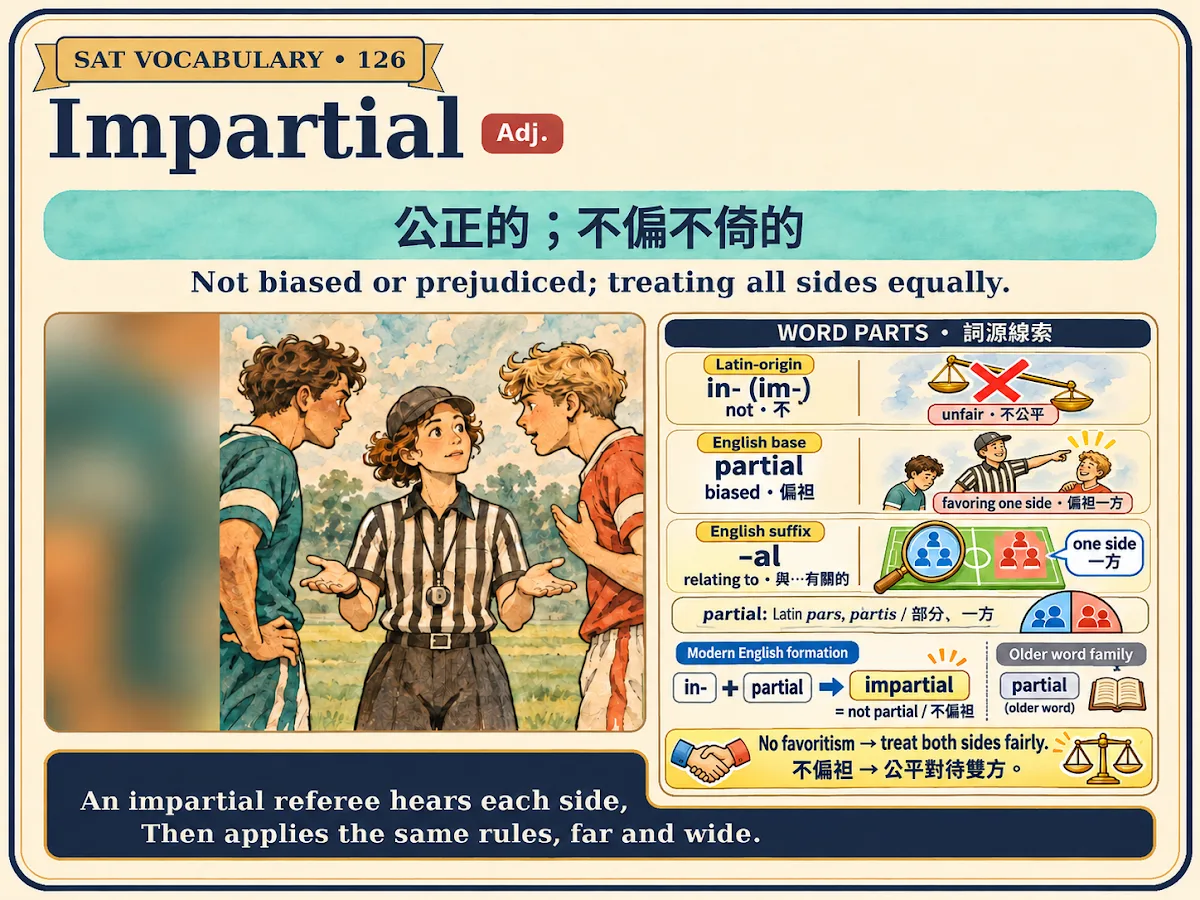 SAT VOCABULARY • 126
Impartial
Adj.
公正的；不偏不倚的
Not biased or prejudiced; treating all sides equally.
WORD PARTS • 詞源線索
Latin-origin
in- (im-)
not · 不
unfair · 不公平
English base
partial
biased · 偏袒
favoring one side · 偏袒一方
English suffix
–al
relating to · 與…有關的
one side
一方
partial: Latin pars, partis / 部分、一方
Modern English formation
in- + partial → impartial
= not partial / 不偏袒
Older word family
partial
(older word)
No favoritism → treat both sides fairly.
不偏袒 → 公平對待雙方。
An impartial referee hears each side,
Then applies the same rules, far and wide.